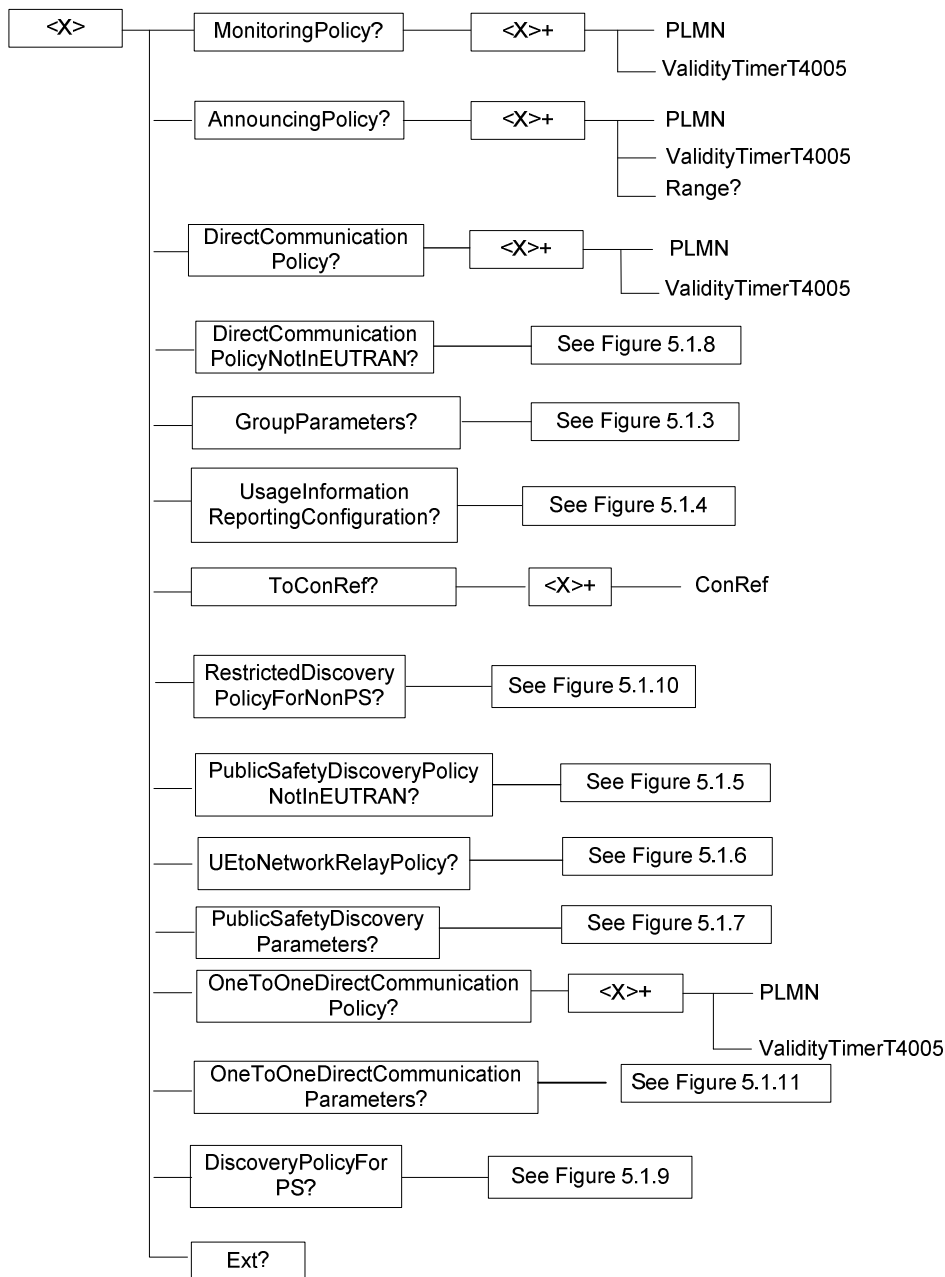 <X>
MonitoringPolicy?
<X>+
PLMN
ValidityTimerT4005
AnnouncingPolicy?
<X>+
PLMN
ValidityTimerT4005
Range?
DirectCommunication
Policy?
<X>+
PLMN
ValidityTimerT4005
DirectCommunication
PolicyNotInEUTRAN?
See Figure 5.1.8
GroupParameters?
See Figure 5.1.3
UsageInformation
ReportingConfiguration?
See Figure 5.1.4
ToConRef?
<X>+
ConRef
RestrictedDiscovery
PolicyForNonPS?
See Figure 5.1.10
PublicSafetyDiscoveryPolicy
NotInEUTRAN?
See Figure 5.1.5
UEtoNetworkRelayPolicy?
See Figure 5.1.6
PublicSafetyDiscovery
Parameters?
See Figure 5.1.7
OneToOneDirectCommunication
Policy?
<X>+
PLMN
ValidityTimerT4005
OneToOneDirectCommunication
Parameters?
See Figure 5.1.11
DiscoveryPolicyFor
PS?
See Figure 5.1.9
Ext?